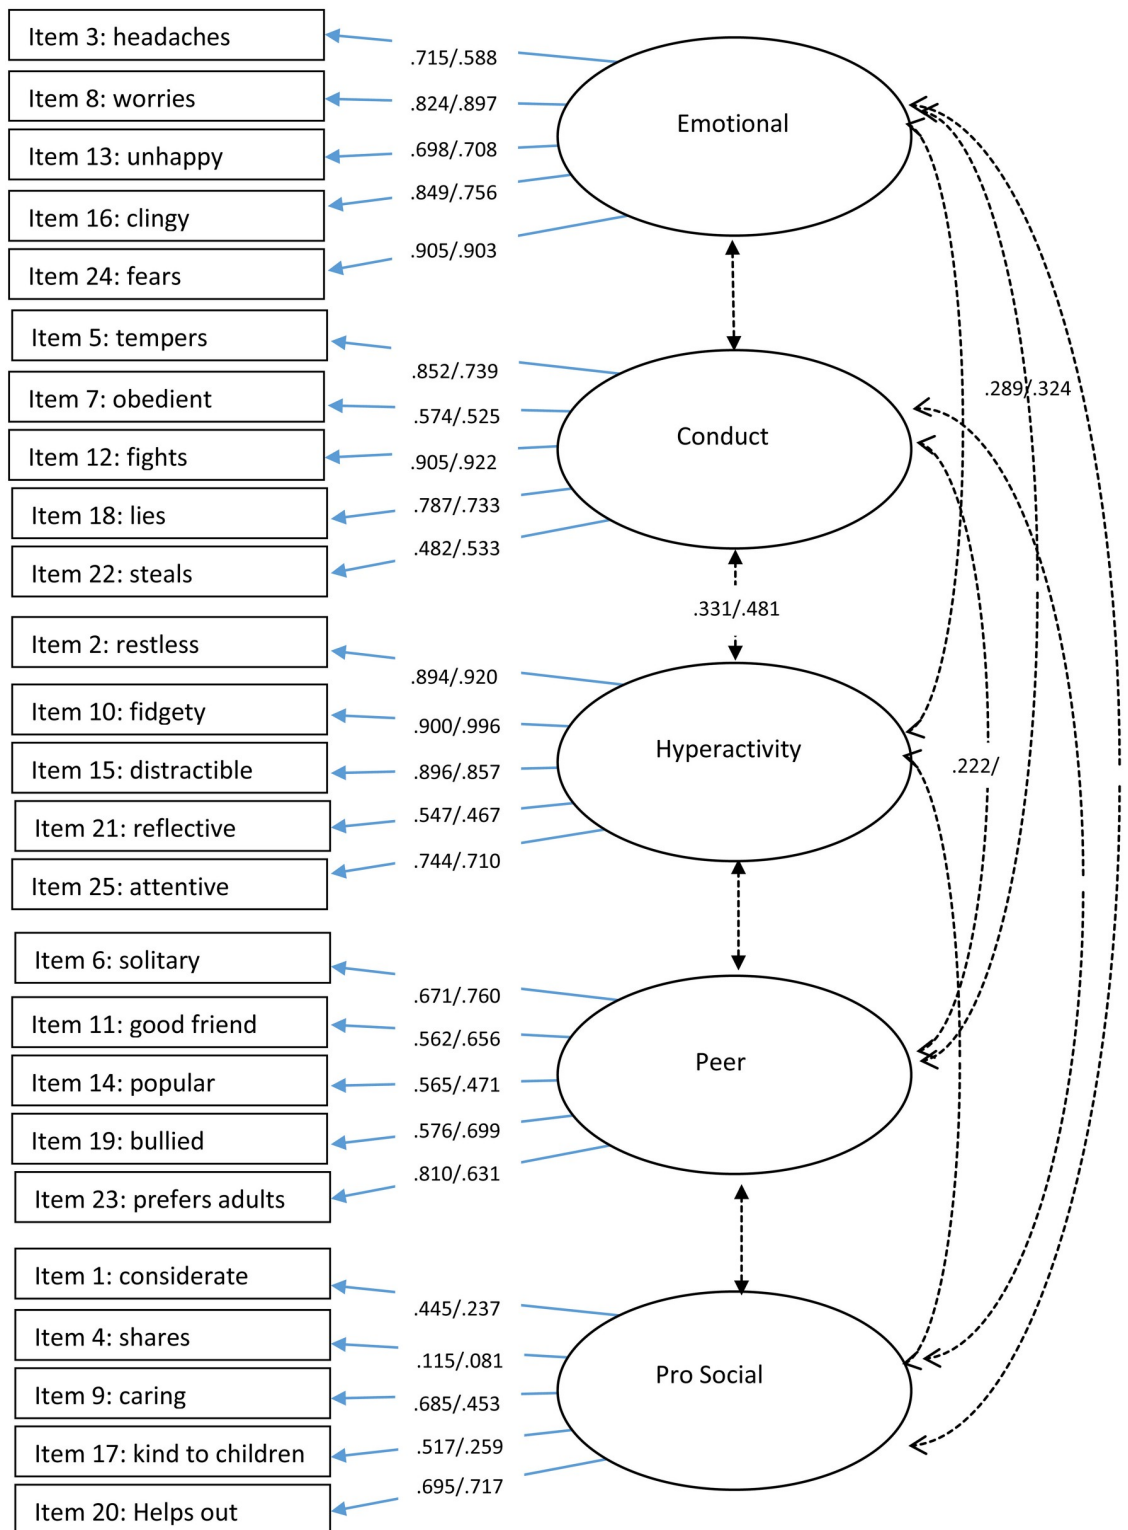 Item 3: headaches
.715/.588
Item 8: worries
.824/.897
Emotional
Item 13: unhappy
.698/.708
Item 16: clingy
.849/.756
Item 24: fears
.905/.903
Item 5: tempers
.852/.739
.289/.324
Item 7: obedient
.574/.525
Conduct
Item 12: fights
.905/.922
Item 18: lies
.787/.733
Item 22: steals
.482/.533
.331/.481
Item 2: restless
.894/.920
Item 10: fidgety
.900/.996
Hyperactivity
Item 15: distractible
.896/.857
.222/
Item 21: reflective
.547/.467
Item 25: attentive
.744/.710
Item 6: solitary
.671/.760
Item 11: good friend
.562/.656
Peer
Item 14: popular
.565/.471
Item 19: bullied
.576/.699
Item 23: prefers adults
.810/.631
Item 1: considerate
.445/.237
Item 4: shares
.115/.081
Pro Social
Item 9: caring
.685/.453
Item 17: kind to children
.517/.259
Item 20: Helps out
.695/.717